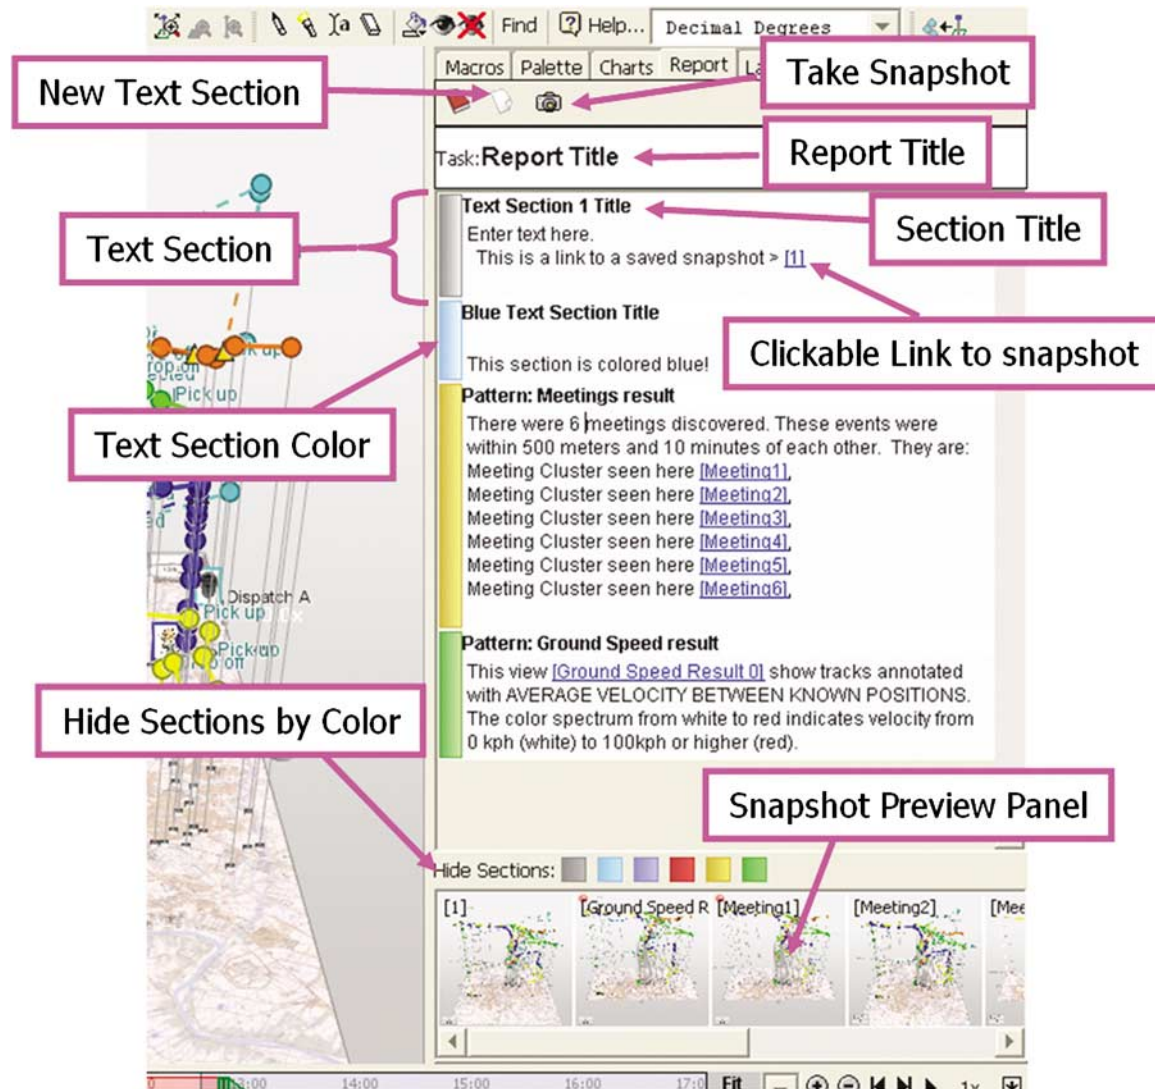 Find
Help...
Decimal Degrees
Macros
Palette
Charts
Report
New Text Section
Take Snapshot
Task: Report Title
Report Title
Text Section 1 Title
Section Title
Enter text here.
This is a link to a saved snapshot > [1]
Text Section
Blue Text Section Title
Clickable Link to snapshot
This section is colored blue!
Text Section Color
Pattern: Meetings result
There were 6 meetings discovered. These events were
within 500 meters and 10 minutes of each other. They are:
Meeting Cluster seen here [Meeting1],
Meeting Cluster seen here [Meeting2],
Meeting Cluster seen here [Meeting3],
Meeting Cluster seen here [Meeting4],
Meeting Cluster seen here [Meeting5],
Meeting Cluster seen here [Meeting6],
Pick up
Dispatch A
Pick up
Pick up
Pattern: Ground Speed result
This view [Ground Speed Result 0] show tracks annotated
with AVERAGE VELOCITY BETWEEN KNOWN POSITIONS.
The color spectrum from white to red indicates velocity from
0 kph (white) to 100kph or higher (red).
Hide Sections by Color
Snapshot Preview Panel
Hide Sections:
[1]
[Ground Speed R
[Meeting1]
[Meeting2]
[Mee
14:00
15:00
16:00
17:0
Fit
1x